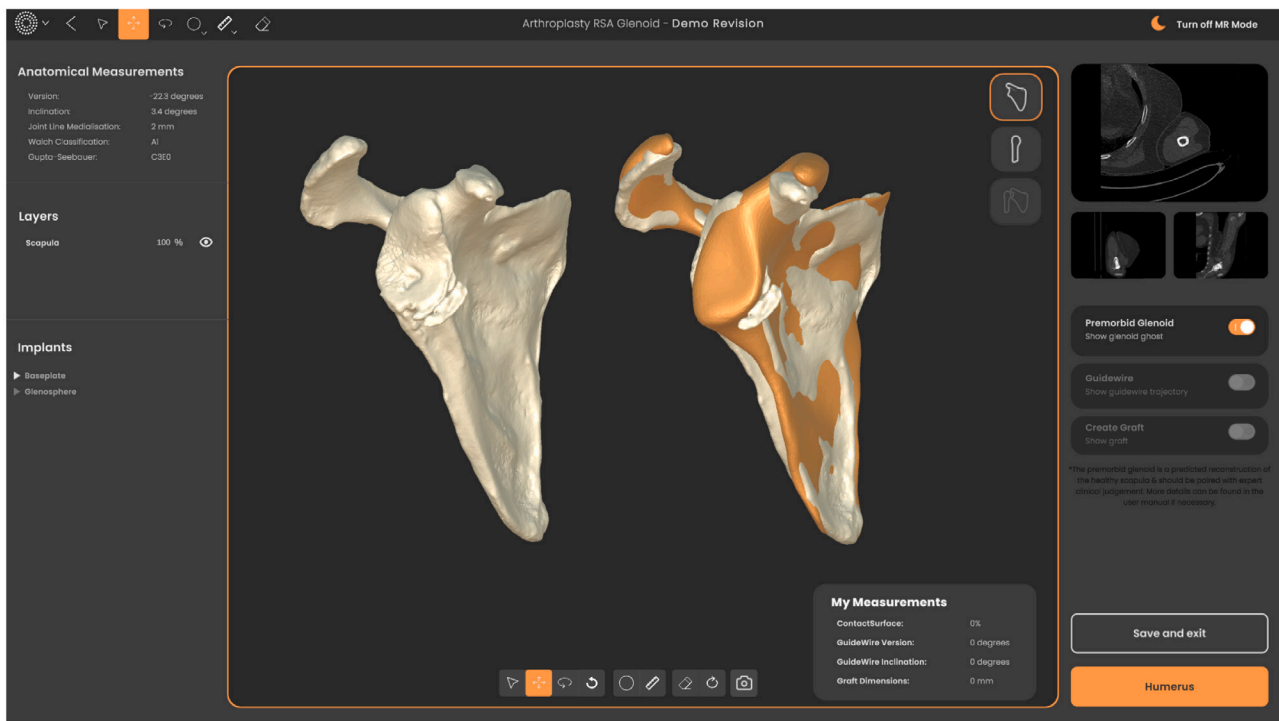 Arthroplasty RSA Glenoid - Demo Revision
Turn off MR Mode
Anatomical Measurements
Version: -22.3 degrees
Inclination: 3.4 degrees
Joint Line Medialisation: 2 mm
Walch Classification: A1
Gupta-Seebauer: C3E0
Layers
Scapula 100 %
Implants
Baseplate
Glenosphere
Premorbid Glenoid
Show glenoid ghost
Guidewire
Show guidewire trajectory
Create Graft
Show graft
*The premorbid glenoid is a predicted reconstruction of
the healthy scapula & should be paired with expert
clinical judgement. More details can be found in the
user manual if necessary.
My Measurements
ContactSurface: 0%
GuideWire Version: 0 degrees
GuideWire Inclination: 0 degrees
Graft Dimensions: 0 mm
Save and exit
Humerus